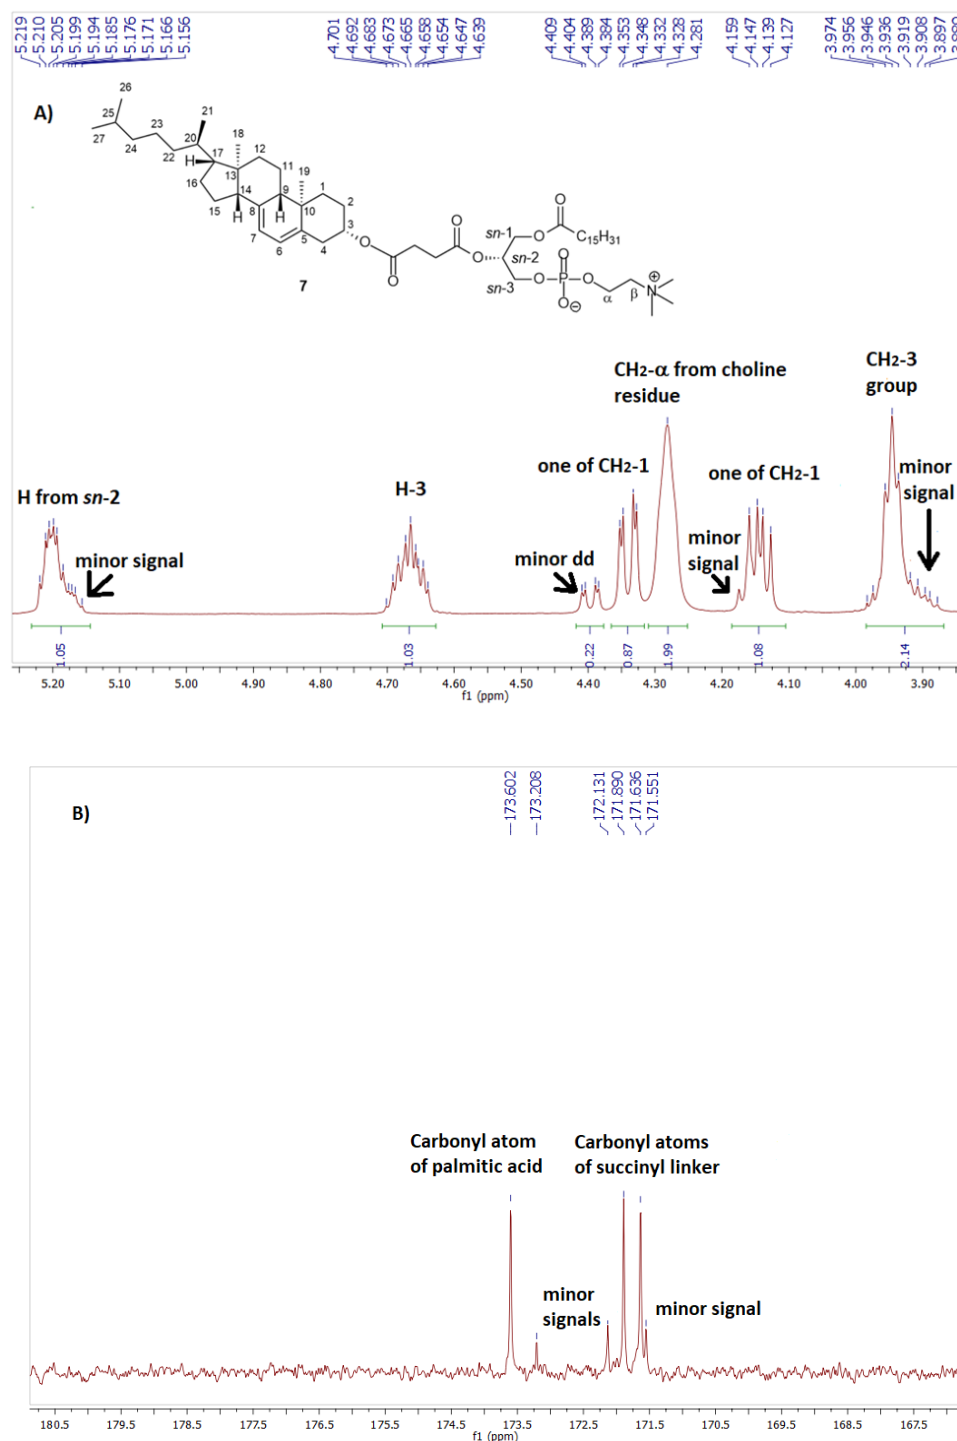 5.219 5.210 5.205 5.199 5.194 5.185 5.176 5.171 5.166 5.156 4.701 4.692 4.683 4.673 4.665 4.658 4.654 4.647 4.639 4.409 4.404 4.389 4.384 4.353 4.348 4.332 4.328 4.281 4.159 4.147 4.139 4.127 3.974 3.956 3.946 3.936 3.919 3.908 3.897
A)
26
25
21
23
27
24
20
18
22
17
12
H
11
19
16
13
1
14
9
2
15
8
10
H
H
3
7
5
4
6
O
O
O
O
7
sn-1
O
O
C15H31
sn-2
sn-3
O
P
O
O
O⊖
α
β
N
+
CH2-α from choline
residue
CH2-3
group
one of CH2-1
one of CH2-1
minor
signal
H from sn-2
H-3
minor signal
minor dd
minor
signal
1.05 1.03 0.22 0.87 1.99 1.08 2.14
5.20 5.10 5.00 4.90 4.80 4.70 4.60 4.50 4.40 4.30 4.20 4.10 4.00 3.90
f1 (ppm)
B)
173.602 173.208 172.131 171.890 171.636 171.551
Carbonyl atom
of palmitic acid
Carbonyl atoms
of succinyl linker
minor
signals
minor signal
180.5 179.5 178.5 177.5 176.5 175.5 174.5 173.5 172.5 171.5 170.5 169.5 168.5 167.5
f1 (ppm)